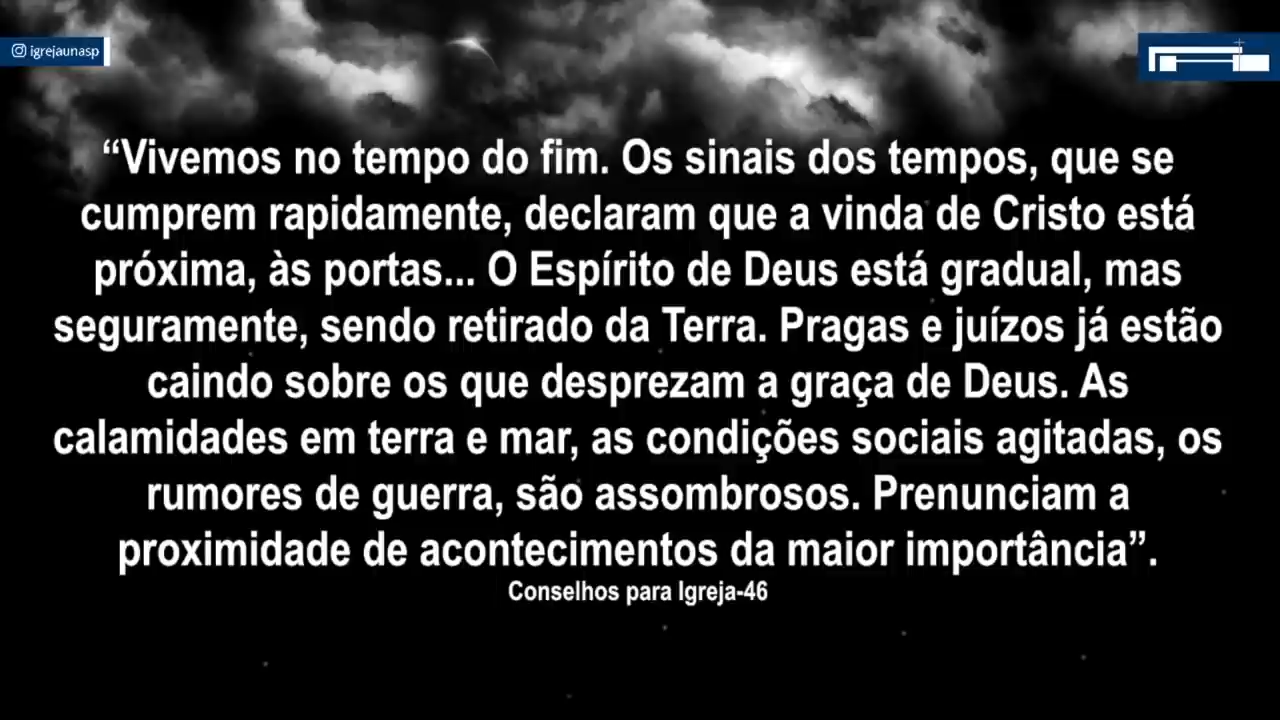 igrejaunasp
“Vivemos no tempo do fim. Os sinais dos tempos, que se
cumprem rapidamente, declaram que a vinda de Cristo está
próxima, às portas... O Espírito de Deus está gradual, mas
seguramente, sendo retirado da Terra. Pragas e juízos já estão
caindo sobre os que desprezam a graça de Deus. As
calamidades em terra e mar, as condições sociais agitadas, os
rumores de guerra, são assombrosos. Prenunciam a
proximidade de acontecimentos da maior importância”.
Conselhos para Igreja-46